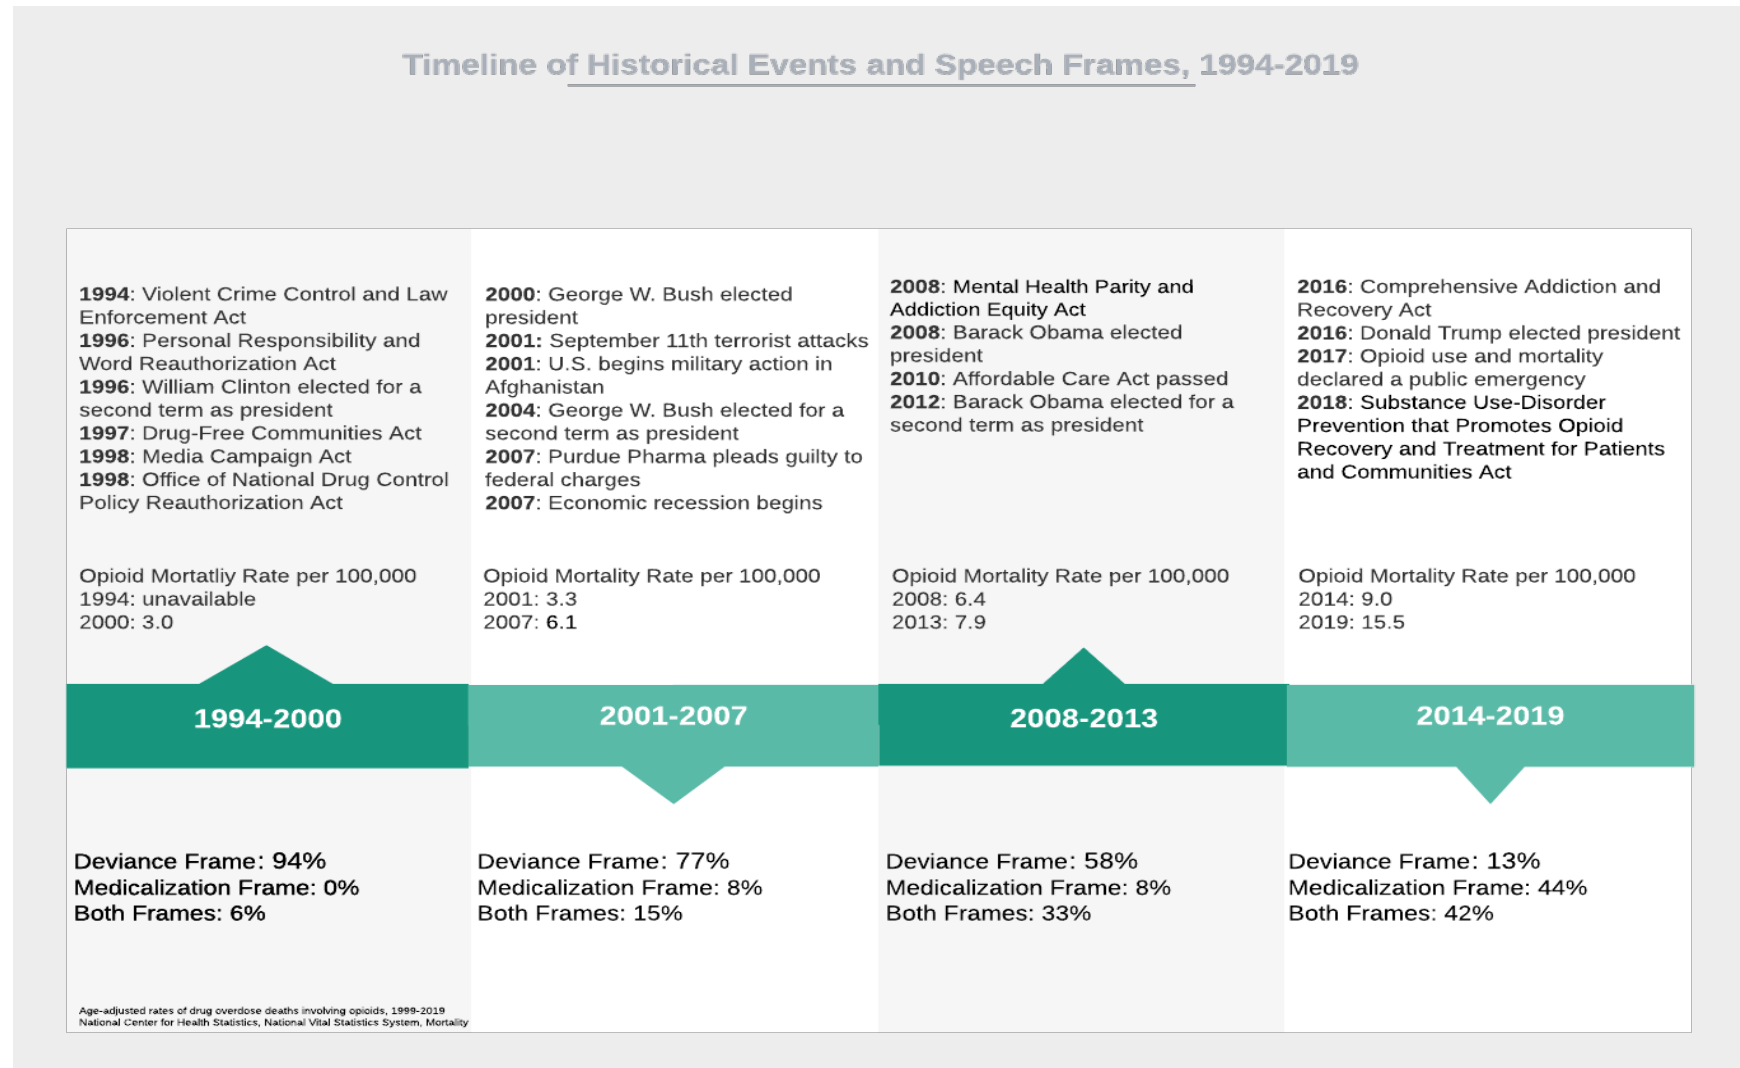 Timeline of Historical Events and Speech Frames, 1994-2019
1994: Violent Crime Control and Law
Enforcement Act
1996: Personal Responsibility and
Word Reauthorization Act
1996: William Clinton elected for a
second term as president
1997: Drug-Free Communities Act
1998: Media Campaign Act
1998: Office of National Drug Control
Policy Reauthorization Act
Opioid Mortatliy Rate per 100,000
1994: unavailable
2000: 3.0
2000: George W. Bush elected
president
2001: September 11th terrorist attacks
2001: U.S. begins military action in
Afghanistan
2004: George W. Bush elected for a
second term as president
2007: Purdue Pharma pleads guilty to
federal charges
2007: Economic recession begins
Opioid Mortality Rate per 100,000
2001: 3.3
2007: 6.1
2008: Mental Health Parity and
Addiction Equity Act
2008: Barack Obama elected
president
2010: Affordable Care Act passed
2012: Barack Obama elected for a
second term as president
Opioid Mortality Rate per 100,000
2008: 6.4
2013: 7.9
2016: Comprehensive Addiction and
Recovery Act
2016: Donald Trump elected president
2017: Opioid use and mortality
declared a public emergency
2018: Substance Use-Disorder
Prevention that Promotes Opioid
Recovery and Treatment for Patients
and Communities Act
Opioid Mortality Rate per 100,000
2014: 9.0
2019: 15.5
1994-2000
2001-2007
2008-2013
2014-2019
Deviance Frame: 94%
Medicalization Frame: 0%
Both Frames: 6%
Deviance Frame: 77%
Medicalization Frame: 8%
Both Frames: 15%
Deviance Frame: 58%
Medicalization Frame: 8%
Both Frames: 33%
Deviance Frame: 13%
Medicalization Frame: 44%
Both Frames: 42%
Age-adjusted rates of drug overdose deaths involving opioids, 1999-2019
National Center for Health Statistics, National Vital Statistics System, Mortality